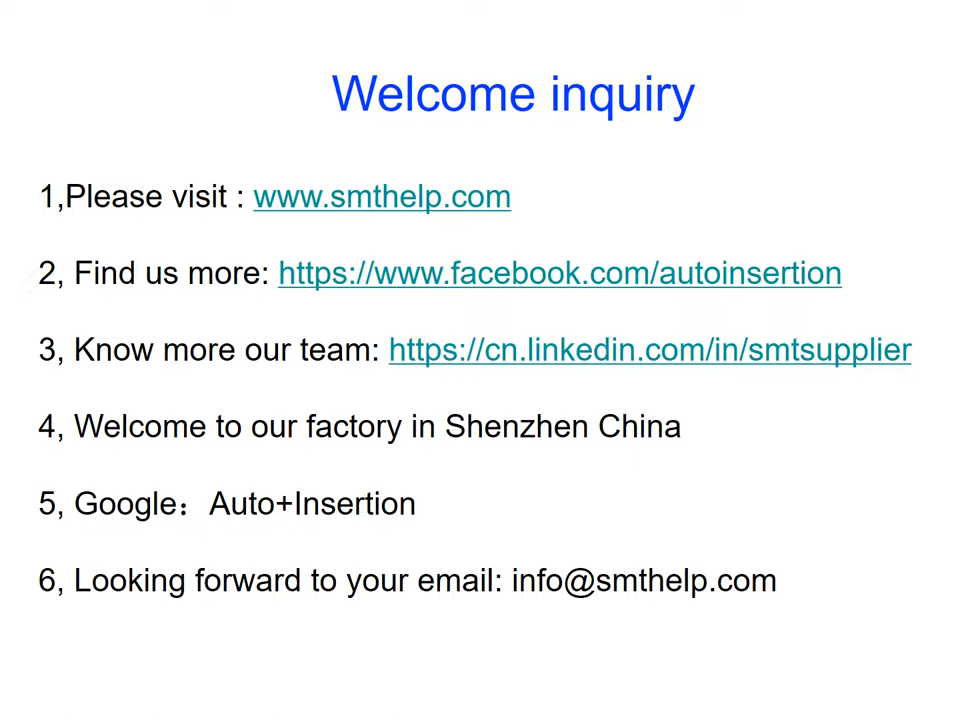 Welcome inquiry
1,Please visit : www.smthelp.com
2, Find us more: https://www.facebook.com/autoinsertion
3, Know more our team: https://cn.linkedin.com/in/smtsupplier
4, Welcome to our factory in Shenzhen China
5, Google：Auto+Insertion
6, Looking forward to your email: info@smthelp.com